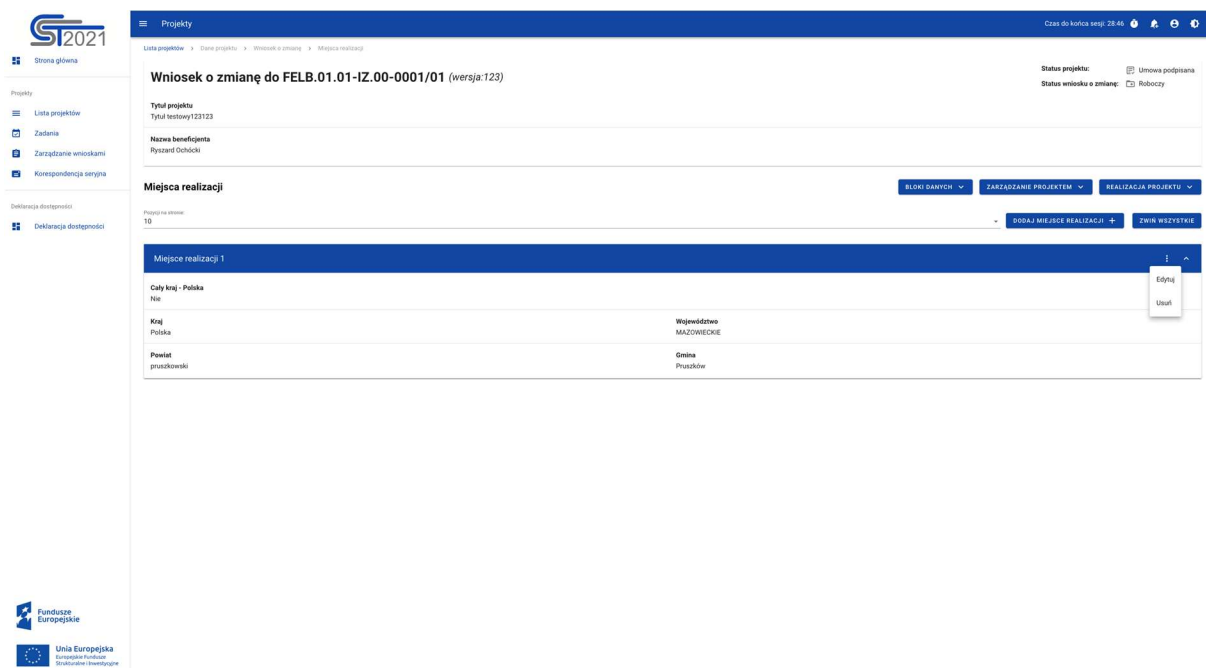 ST2021
Strona główna
Projekty
Lista projektów
Zadania
Zarządzanie wnioskami
Korespondencja seryjna
Deklaracja dostępności
Deklaracja dostępności
Fundusze
Europejskie
Unia Europejska
Europejskie Fundusze
Strukturalne i Inwestycyjne
Projekty
Czas do końca sesji: 28:46
Lista projektów > Dane projektu > Wniosek o zmianę > Miejsca realizacji
Wniosek o zmianę do FELB.01.01-IZ.00-0001/01 (wersja:123)
Status projektu: Umowa podpisana
Status wniosku o zmianę: Roboczy
Tytuł projektu
Tytuł testowy123123
Nazwa beneficjenta
Ryszard Ochócki
Miejsca realizacji
BLOKI DANYCH
ZARZĄDZANIE PROJEKTEM
REALIZACJA PROJEKTU
Pozycji na stronie:
10
DODAJ MIEJSCE REALIZACJI +
ZWIŃ WSZYSTKIE
Miejsce realizacji 1
Edytuj
Usuń
Cały kraj - Polska
Nie
Kraj
Polska
Województwo
MAZOWIECKIE
Powiat
pruszkowski
Gmina
Pruszków